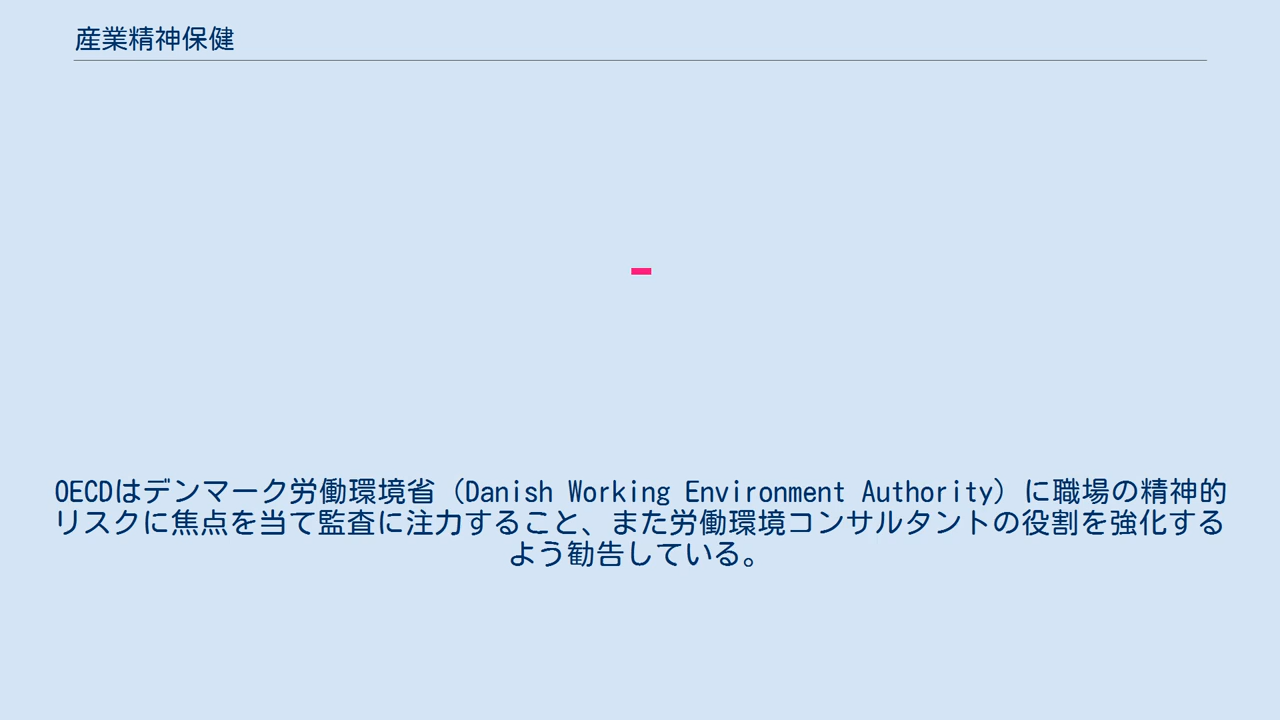 産業精神保健
OECDはデンマーク労働環境省（Danish Working Environment Authority）に職場の精神的
リスクに焦点を当て監査に注力すること、また労働環境コンサルタントの役割を強化する
よう勧告している。